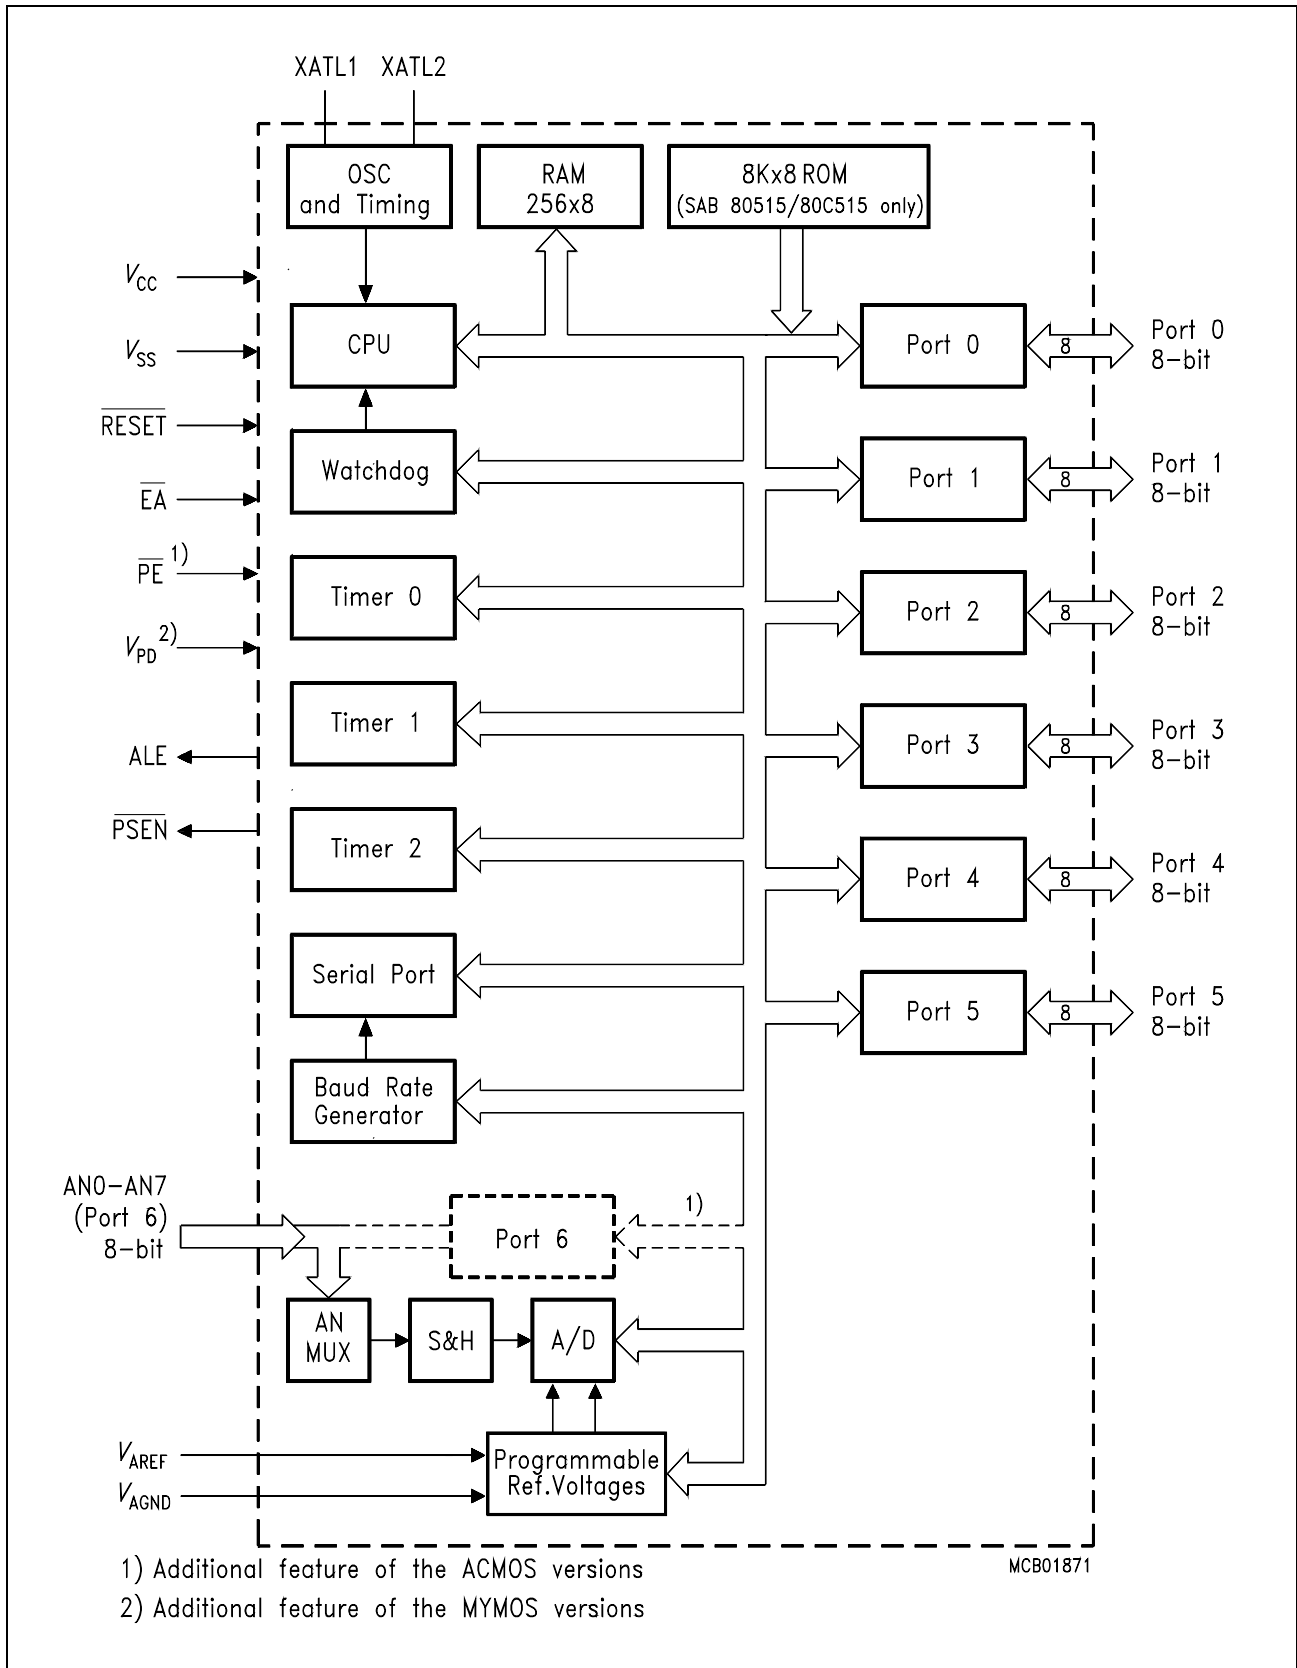 XATL1 XATL2
OSC
and Timing
RAM
256x8
8Kx8 ROM
(SAB 80515/80C515 only)
VCC
CPU
Port 0
8
Port 0
8-bit
VSS
RESET
Watchdog
Port 1
8
Port 1
8-bit
EA
PE 1)
Timer 0
Port 2
8
Port 2
8-bit
VPD 2)
Timer 1
Port 3
8
Port 3
8-bit
ALE
PSEN
Timer 2
Port 4
8
Port 4
8-bit
Serial Port
Port 5
8
Port 5
8-bit
Baud Rate
Generator
AN0-AN7
(Port 6)
8-bit
Port 6
1)
AN
MUX
S&H
A/D
VAREF
VAGND
Programmable
Ref.Voltages
MCB01871
1) Additional feature of the ACMOS versions
2) Additional feature of the MYMOS versions